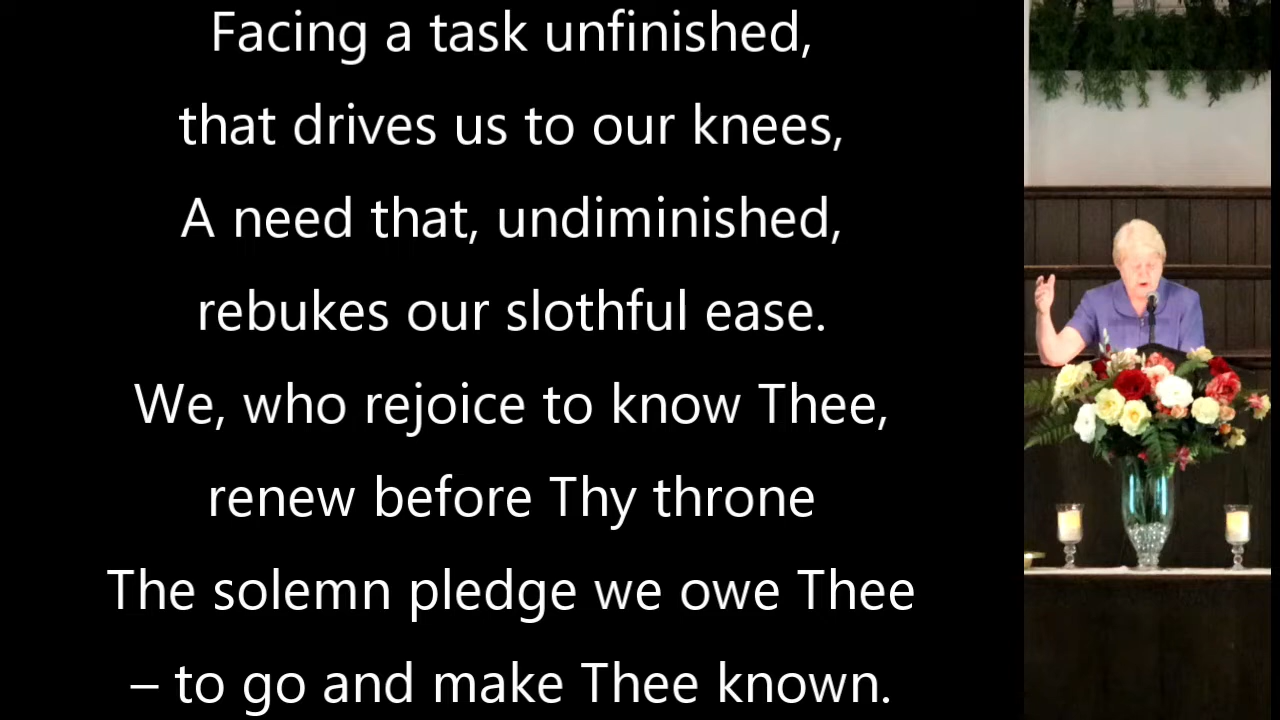 Facing a task unfinished,
that drives us to our knees,
A need that, undiminished,
rebukes our slothful ease.
We, who rejoice to know Thee,
renew before Thy throne
The solemn pledge we owe Thee
– to go and make Thee known.